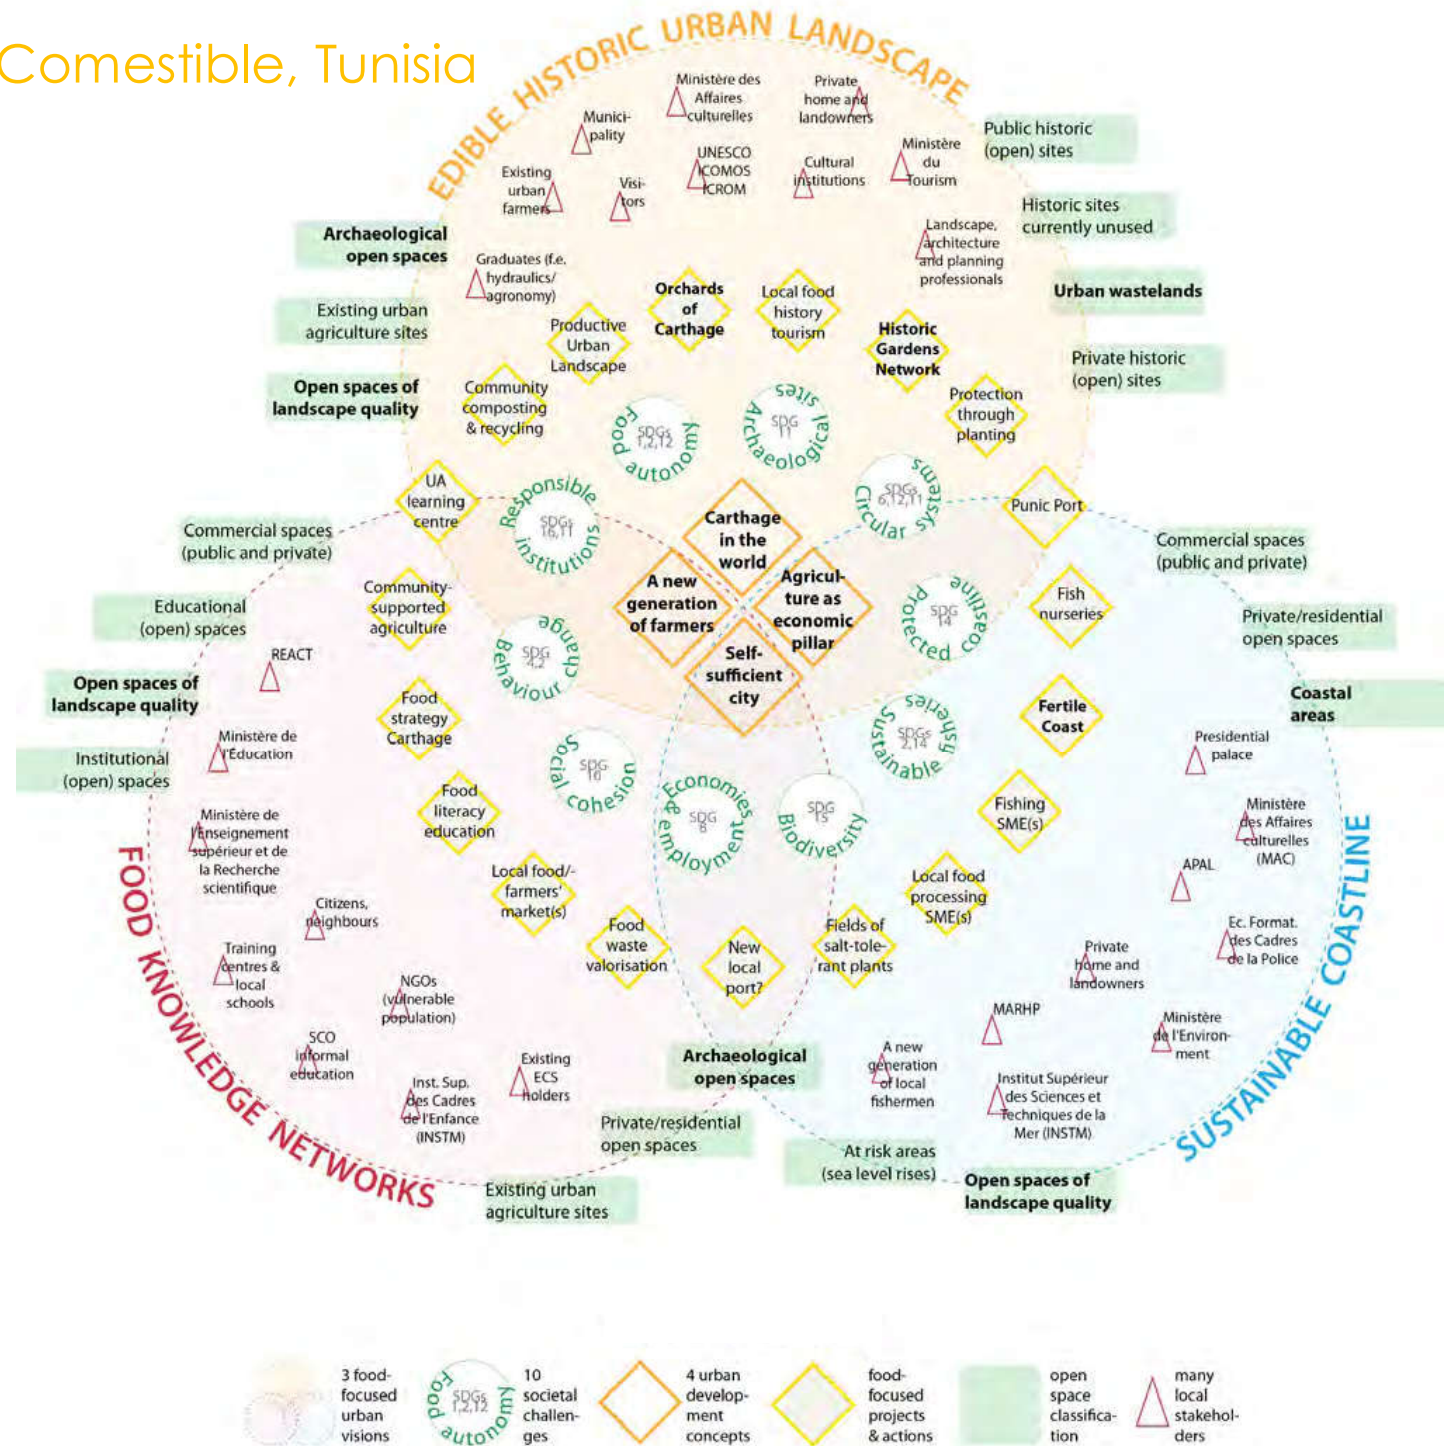 Comestible, Tunisia
EDIBLE HISTORIC URBAN LANDSCAPE
Ministère des
Affaires
culturelles
Private
home and
landowners
Munici-
pality
UNESCO
ICOMOS
ICROM
Cultural
institutions
Ministère
du
Tourism
Public historic
(open) sites
Existing
urban
farmers
Visi-
tors
Historic sites
currently unused
Landscape,
architecture
and planning
professionals
Archaeological
open spaces
Graduates (f.e.
hydraulics/
agronomy)
Urban wastelands
Existing urban
agriculture sites
Private historic
(open) sites
Open spaces of
landscape quality
Orchards
of
Carthage
Local food
history
tourism
Productive
Urban
Landscape
Historic
Gardens
Network
Community
composting
& recycling
Protection
through
planting
Food autonomy
SDGs
1,2,12
Archaeological sites
SDG
11
UA
learning
centre
Responsible institutions
SDGs
16,11
Circular systems
SDGs
6,12,11
Punic Port
Carthage
in the
world
A new
generation
of farmers
Agricul-
ture as
economic
pillar
Self-
sufficient
city
Commercial spaces
(public and private)
Commercial spaces
(public and private)
Educational
(open) spaces
Community-
supported
agriculture
Protected coastline
SDG
14
Fish
nurseries
Private/residential
open spaces
REACT
Behaviour change
SDG
4,2
Open spaces of
landscape quality
Coastal
areas
Food
strategy
Carthage
Sustainable fisheries
SDGs
2,14
Fertile
Coast
Ministère de
l'Éducation
Presidential
palace
Institutional
(open) spaces
Social cohesion
SDG
10
Economies & employment
SDG
8
Biodiversity
SDG
15
Food
literacy
education
Fishing
SME(s)
Ministère de
l'Enseignement
supérieur et de
la Recherche
scientifique
Ministère
des Affaires
culturelles
(MAC)
APAL
Local food/-
farmers'
market(s)
Local food
processing
SME(s)
Citizens,
neighbours
Food
waste
valorisation
New
local
port?
Fields of
salt-tole-
rant plants
Ec. Format.
des Cadres
de la Police
Training
centres &
local
schools
Private
home and
landowners
NGOs
(vulnerable
population)
MARHP
Ministère
de l'Environ-
ment
SCO
informal
education
Existing
ECS
holders
Archaeological
open spaces
A new
generation
of local
fishermen
Inst. Sup.
des Cadres
de l'Enfance
(INSTM)
Institut Supérieur
des Sciences et
Techniques de la
Mer (INSTM)
Private/residential
open spaces
At risk areas
(sea level rises)
Existing urban
agriculture sites
Open spaces of
landscape quality
FOOD KNOWLEDGE NETWORKS
SUSTAINABLE COASTLINE
3 food-
focused
urban
visions
Food autonomy
SDGs
1,2,12
10
societal
challen-
ges
4 urban
develop-
ment
concepts
food-
focused
projects
& actions
open
space
classifica-
tion
many
local
stakehol-
ders